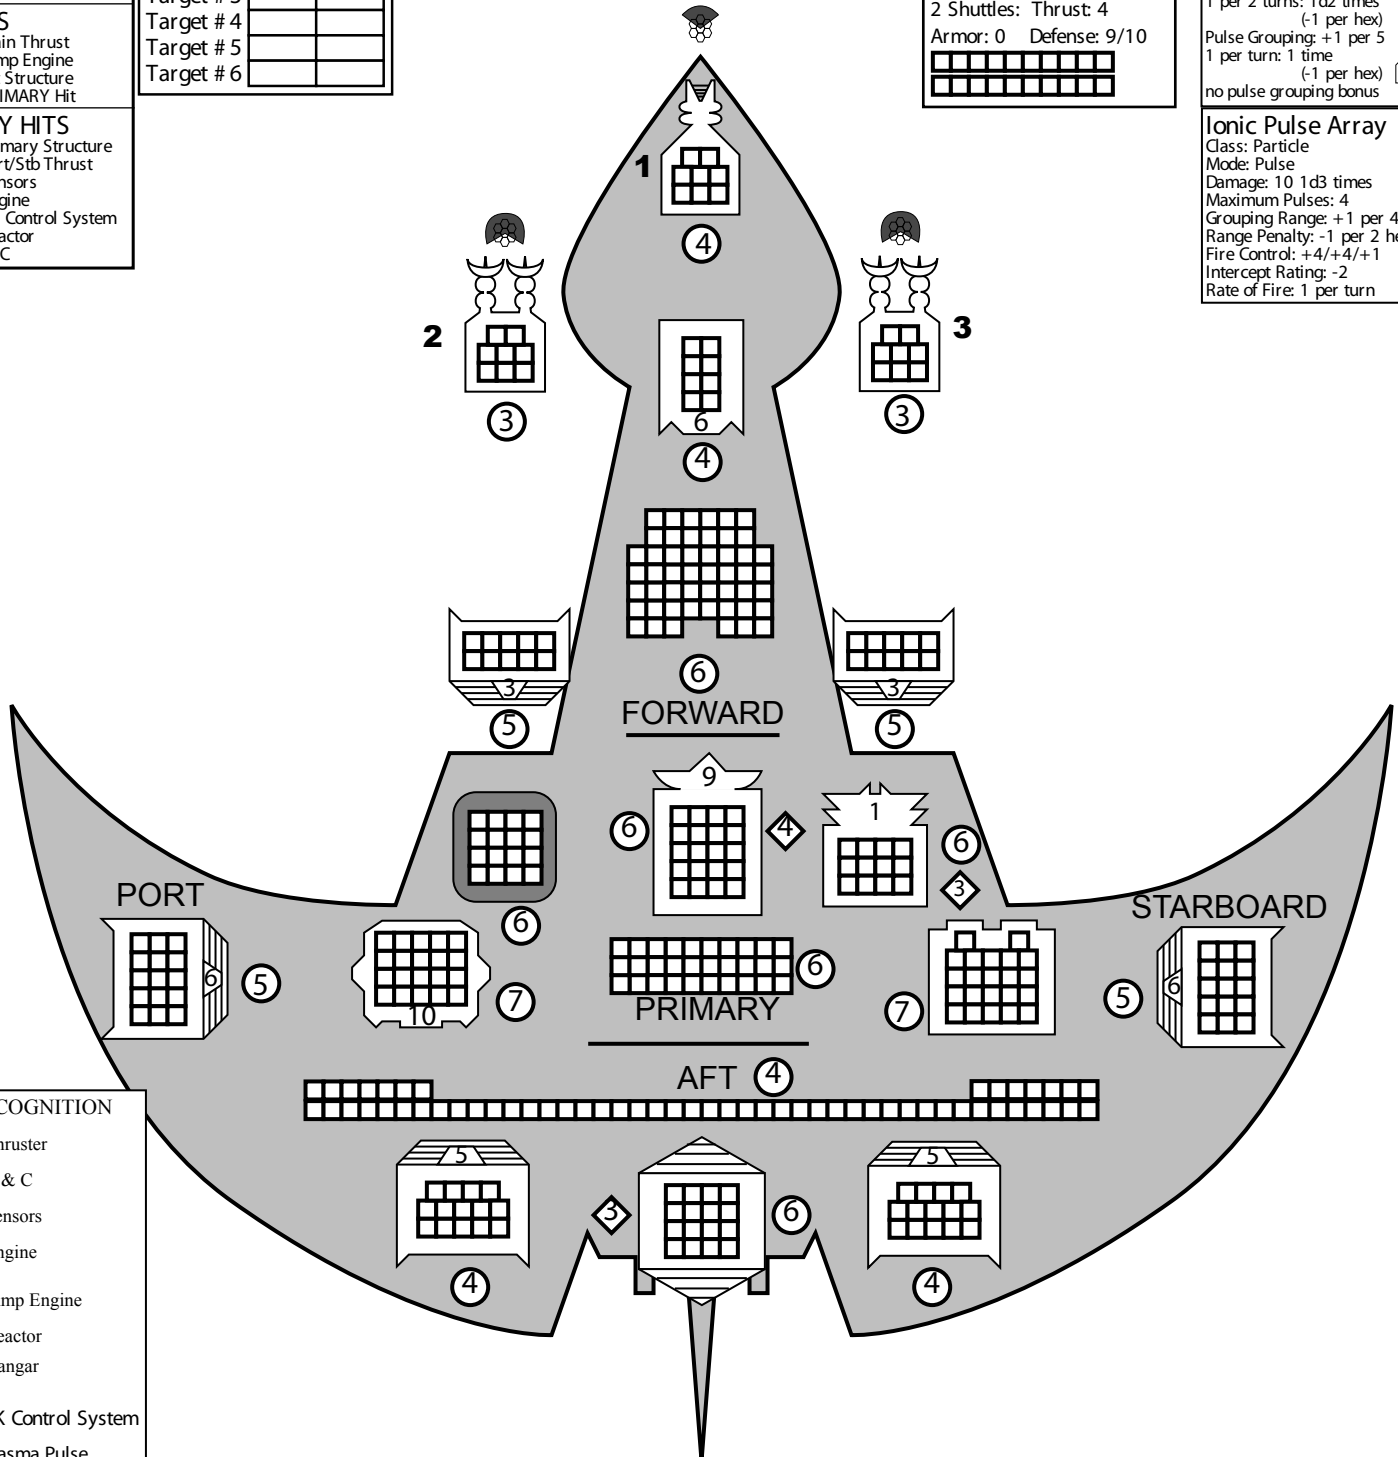 S
in Thrust
mp Engine
Structure
IMARY Hit
Y HITS
mary Structure
rt/Stb Thrust
nsors
gine
Control System
actor
C
Target # 4
Target # 5
Target # 6
2 Shuttles: Thrust: 4
Armor: 0 Defense: 9/10
1 per 2 turns: 1d2 times
(-1 per hex)
Pulse Grouping: +1 per 5
1 per turn: 1 time
(-1 per hex)
no pulse grouping bonus
Ionic Pulse Array
Class: Particle
Mode: Pulse
Damage: 10 1d3 times
Maximum Pulses: 4
Grouping Range: +1 per 4
Range Penalty: -1 per 2 he
Fire Control: +4/+4/+1
Intercept Rating: -2
Rate of Fire: 1 per turn
1
4
2
3
3
3
6
4
6
3
3
5
5
FORWARD
9
1
6
4
6
3
PORT
STARBOARD
6
6
5
10
7
6
7
5
6
PRIMARY
AFT 4
5
5
3
6
4
4
COGNITION
hruster
& C
ensors
ngine
mp Engine
eactor
angar
K Control System
asma Pulse